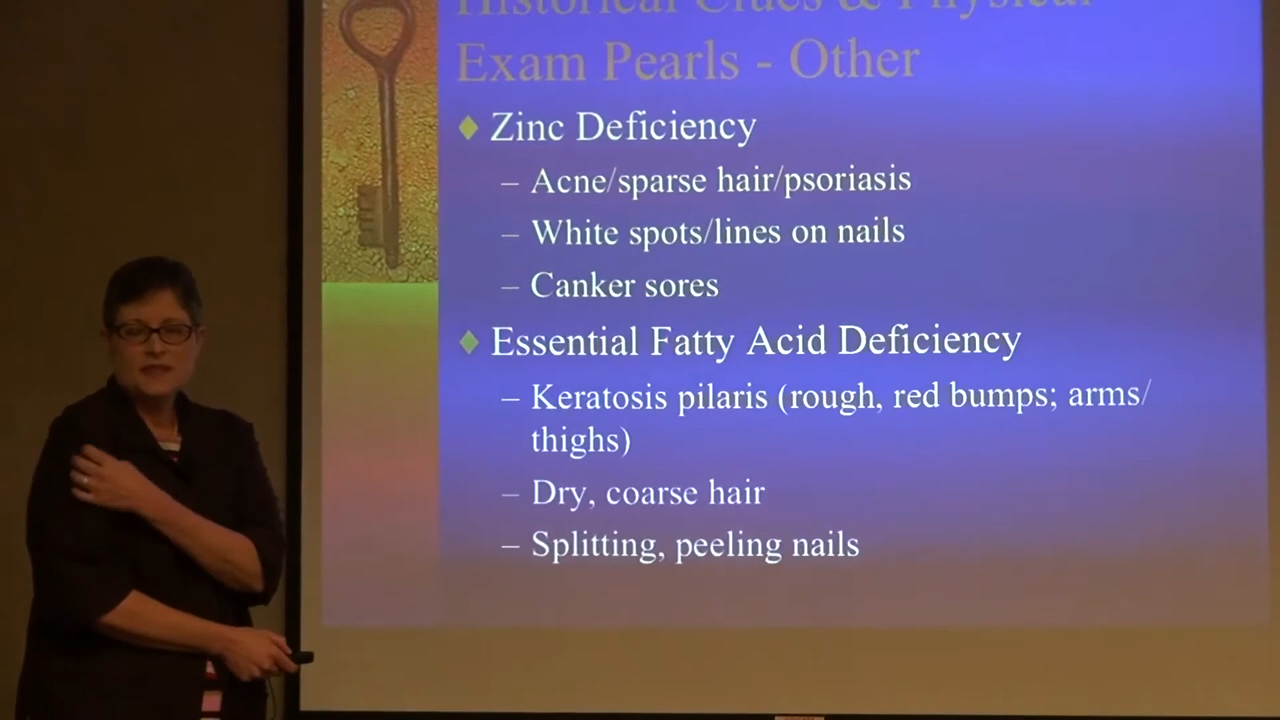 Historical Clues & Physical
Exam Pearls - Other
Zinc Deficiency
– Acne/sparse hair/psoriasis
– White spots/lines on nails
– Canker sores
Essential Fatty Acid Deficiency
– Keratosis pilaris (rough, red bumps; arms/
thighs)
– Dry, coarse hair
– Splitting, peeling nails